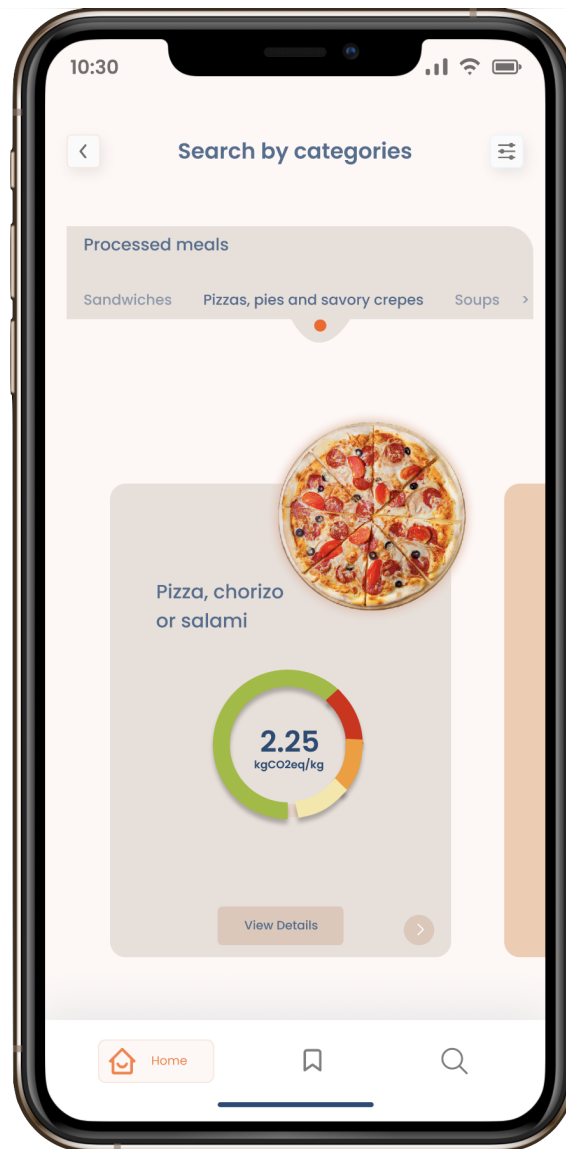 10:30
Search by categories
Processed meals
Sandwiches Pizzas, pies and savory crepes Soups >
Pizza, chorizo
or salami
2.25
kgCO2eq/kg
View Details
Home